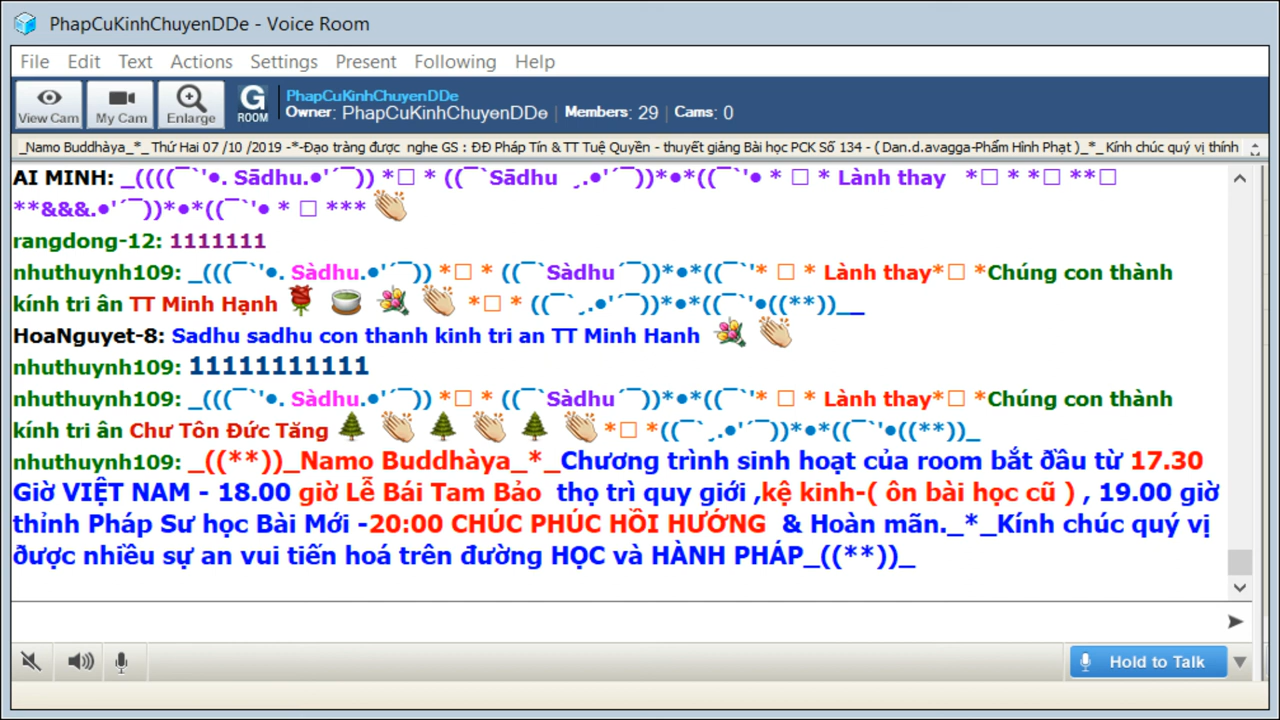 PhapCuKinhChuyenDDe - Voice Room
File Edit Text Actions Settings Present Following Help
View Cam My Cam Enlarge G ROOM PhapCuKinhChuyenDDe
Owner: PhapCuKinhChuyenDDe | Members: 29 | Cams: 0
_Namo Buddhàya_*_ Thứ Hai 07 /10 /2019 -*-Đạo tràng được nghe GS : ĐĐ Pháp Tín & TT Tuệ Quyền - thuyết giảng Bài học PCK Số 134 - ( Dan.d.avagga-Phẩm Hình Phạt )_*_ Kính chúc quý vị thính
AI MINH: _((((¯`'●. Sādhu.●'´¯)) *□ * ((¯`Sādhu ¸.●'´¯))*●*((¯`'● * □ * Lành thay *□ * *□ **□
**&&&.●'´¯))*●*((¯`'● * □ *** 👏
rangdong-12: 1111111
nhuthuynh109: _(((¯`'●. Sàdhu.●'´¯)) *□ * ((¯`Sàdhu´¯))*●*((¯`'* □ * Lành thay*□ *Chúng con thành
kính tri ân TT Minh Hạnh 🌹 🍵 💐 👏 *□ * ((¯`¸.●'´¯))*●*((¯`'●((**))__
HoaNguyet-8: Sadhu sadhu con thanh kinh tri an TT Minh Hanh 💐 👏
nhuthuynh109: 11111111111
nhuthuynh109: _(((¯`'●. Sàdhu.●'´¯)) *□ * ((¯`Sàdhu´¯))*●*((¯`'* □ * Lành thay*□ *Chúng con thành
kính tri ân Chư Tôn Đức Tăng 🌲 👏 🌲 👏 🌲 👏 *□ *((¯`¸.●'´¯))*●*((¯`'●((**))_
nhuthuynh109: _((**))_Namo Buddhàya_*_Chương trình sinh hoạt của room bắt đầu từ 17.30
Giờ VIỆT NAM - 18.00 giờ Lễ Bái Tam Bảo thọ trì quy giới ,kệ kinh-( ôn bài học cũ ) , 19.00 giờ
thỉnh Pháp Sư học Bài Mới -20:00 CHÚC PHÚC HỒI HƯỚNG & Hoàn mãn._*_Kính chúc quý vị
được nhiều sự an vui tiến hoá trên đường HỌC và HÀNH PHÁP_((**))_
Hold to Talk